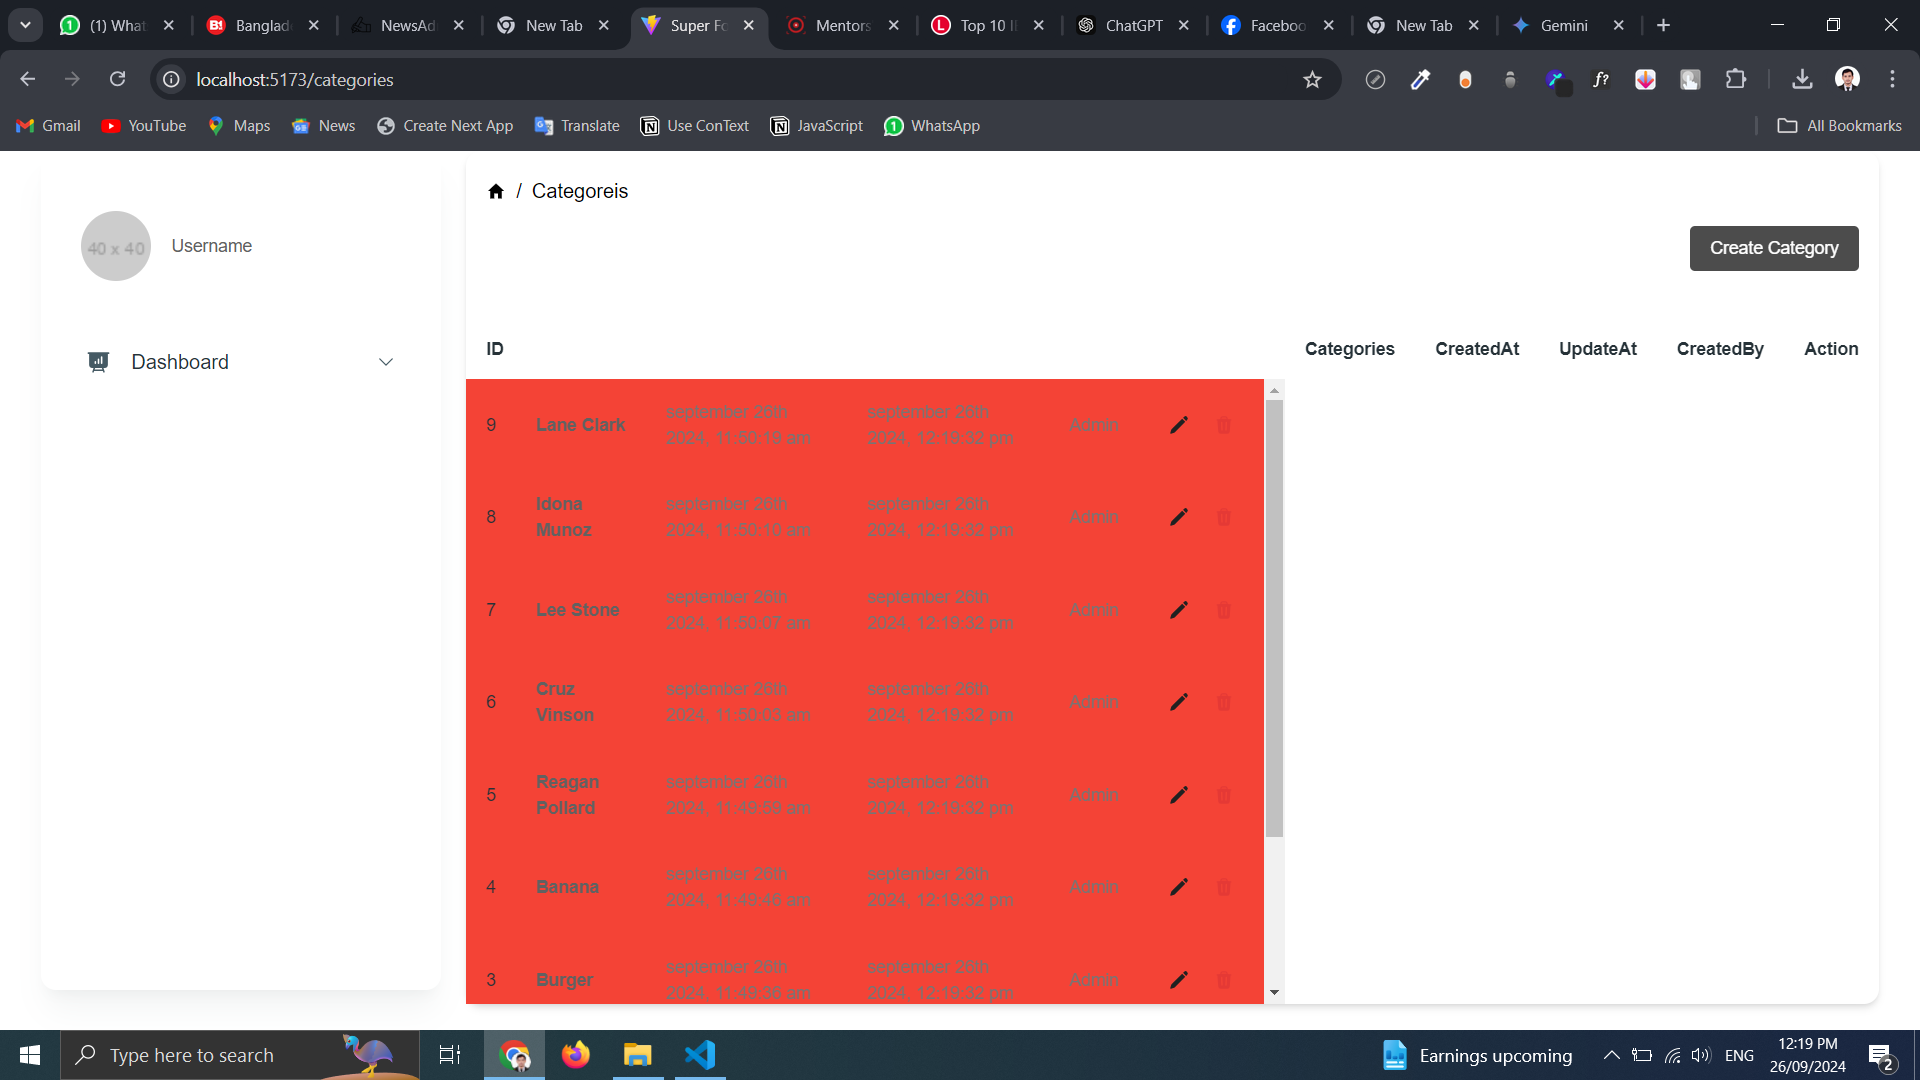 (1) What
Banglad
NewsAd
New Tab
Super Fo
Mentors
Top 10 I
ChatGPT
Faceboo
New Tab
Gemini
localhost:5173/categories
Gmail
YouTube
Maps
News
Create Next App
Translate
Use ConText
JavaScript
WhatsApp
All Bookmarks
/ Categoreis
40 x 40
Username
Create Category
Dashboard
ID Categories CreatedAt UpdateAt CreatedBy Action
9 Lane Clark september 26th 2024, 11:50:19 am september 26th 2024, 12:19:32 pm Admin
8 Idona Munoz september 26th 2024, 11:50:10 am september 26th 2024, 12:19:32 pm Admin
7 Lee Stone september 26th 2024, 11:50:07 am september 26th 2024, 12:19:32 pm Admin
6 Cruz Vinson september 26th 2024, 11:50:03 am september 26th 2024, 12:19:32 pm Admin
5 Reagan Pollard september 26th 2024, 11:49:59 am september 26th 2024, 12:19:32 pm Admin
4 Banana september 26th 2024, 11:49:46 am september 26th 2024, 12:19:32 pm Admin
3 Burger september 26th 2024, 11:49:36 am september 26th 2024, 12:19:32 pm Admin
Type here to search
Earnings upcoming
ENG
12:19 PM
26/09/2024
2